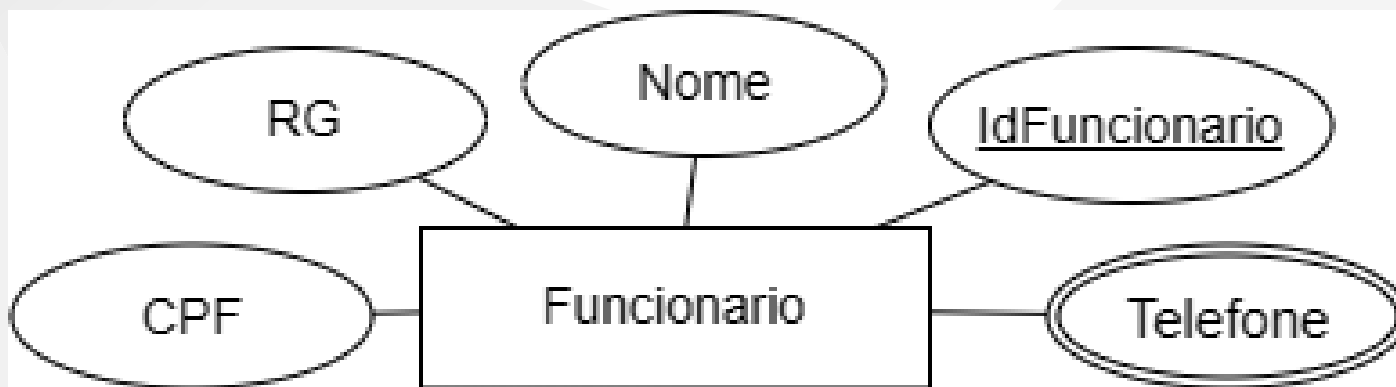 Nome
RG
IdFuncionario
CPF
Funcionario
Telefone